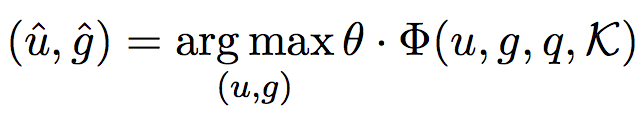 (û, ĝ) = arg max θ · Φ(u, g, q, 𝒦)
(u,g)